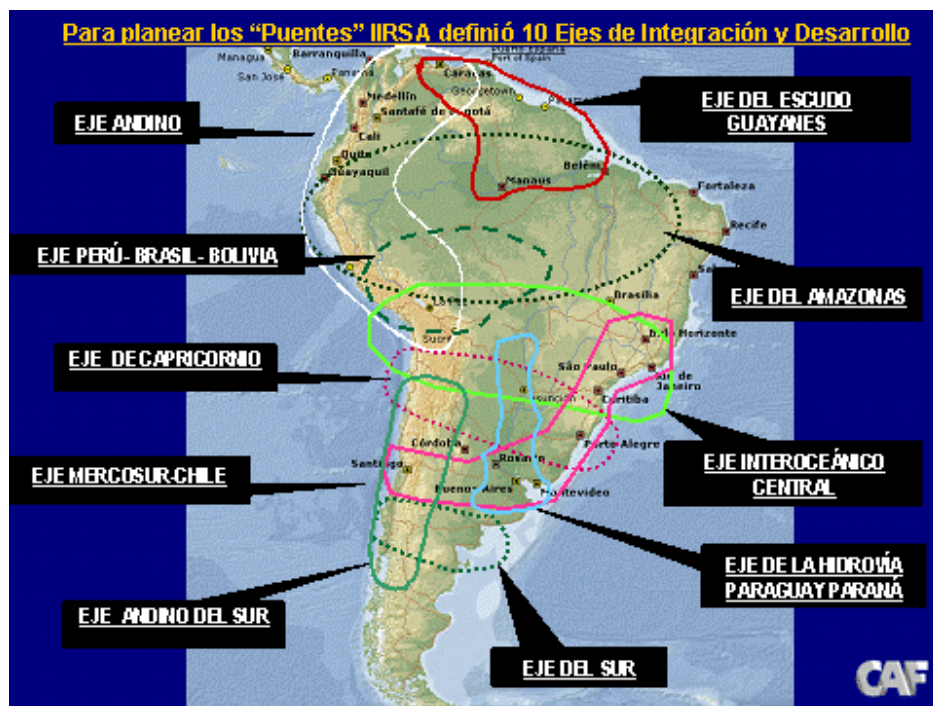 Para planear los “Puentes” IIRSA definió 10 Ejes de Integración y Desarrollo
Managua
Barranquilla
San José
Panamá
Caracas
Port of Spain
Georgetown
Medellín
Santafé de Bogotá
Cali
Quito
Guayaquil
Manaus
Belém
Fortaleza
Recife
Brasília
La Paz
Sucre
Belo Horizonte
São Paulo
Rio de
Janeiro
Curitiba
Asunción
Porto Alegre
Córdoba
Santiago
Rosario
Buenos Aires
Montevideo
EJE ANDINO
EJE DEL ESCUDO
GUAYANES
EJE PERÚ- BRASIL- BOLIVIA
EJE DEL AMAZONAS
EJE DE CAPRICORNIO
EJE MERCOSUR-CHILE
EJE INTEROCEÁNICO
CENTRAL
EJE DE LA HIDROVÍA
PARAGUAY PARANÁ
EJE ANDINO DEL SUR
EJE DEL SUR
CAF